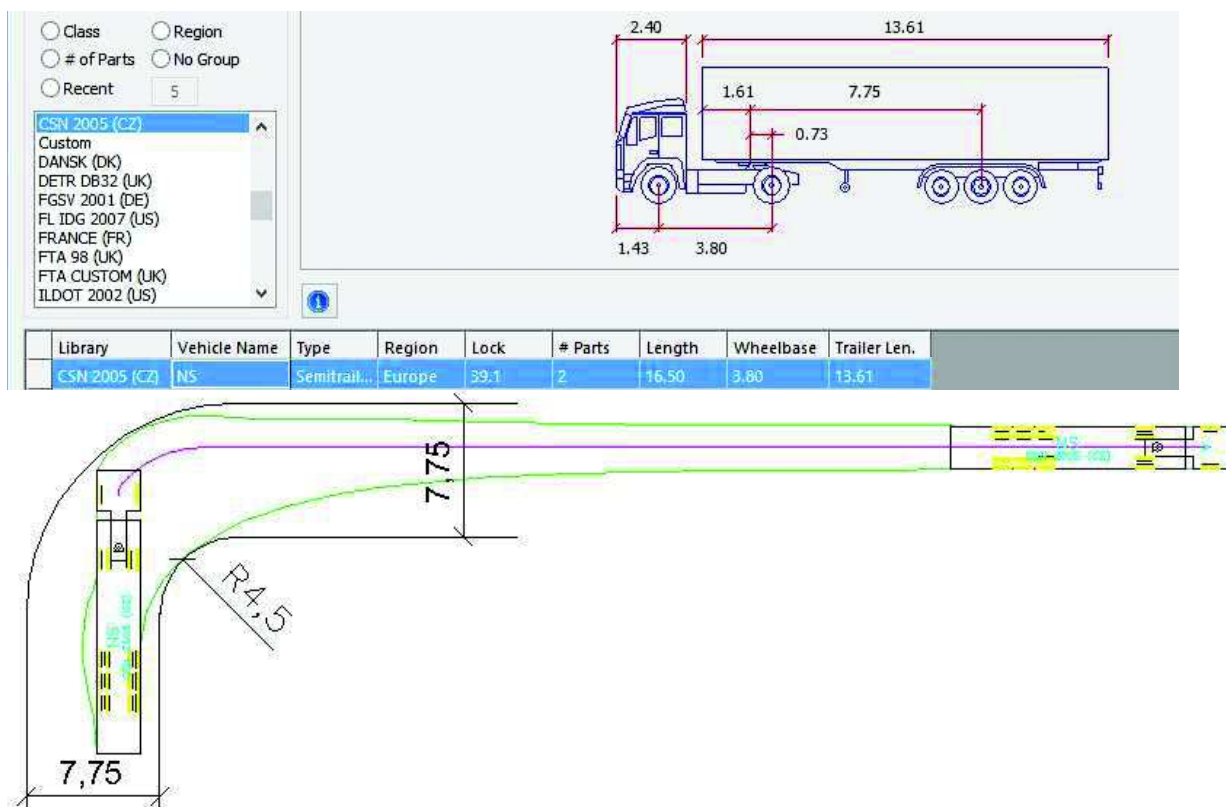 Class Region
# of Parts No Group
Recent 5
CSN 2005 (CZ)
Custom
DANSK (DK)
DETR DB32 (UK)
FGSV 2001 (DE)
FL IDG 2007 (US)
FRANCE (FR)
FTA 98 (UK)
FTA CUSTOM (UK)
ILDOT 2002 (US)
2.40 13.61
1.61 7.75
0.73
1.43 3.80
Library Vehicle Name Type Region Lock # Parts Length Wheelbase Trailer Len.
CSN 2005 (CZ) NS Semitrail... Europe 39.1 2 16.50 3.80 13.61
7,75
NS
R4,5
NS
7,75